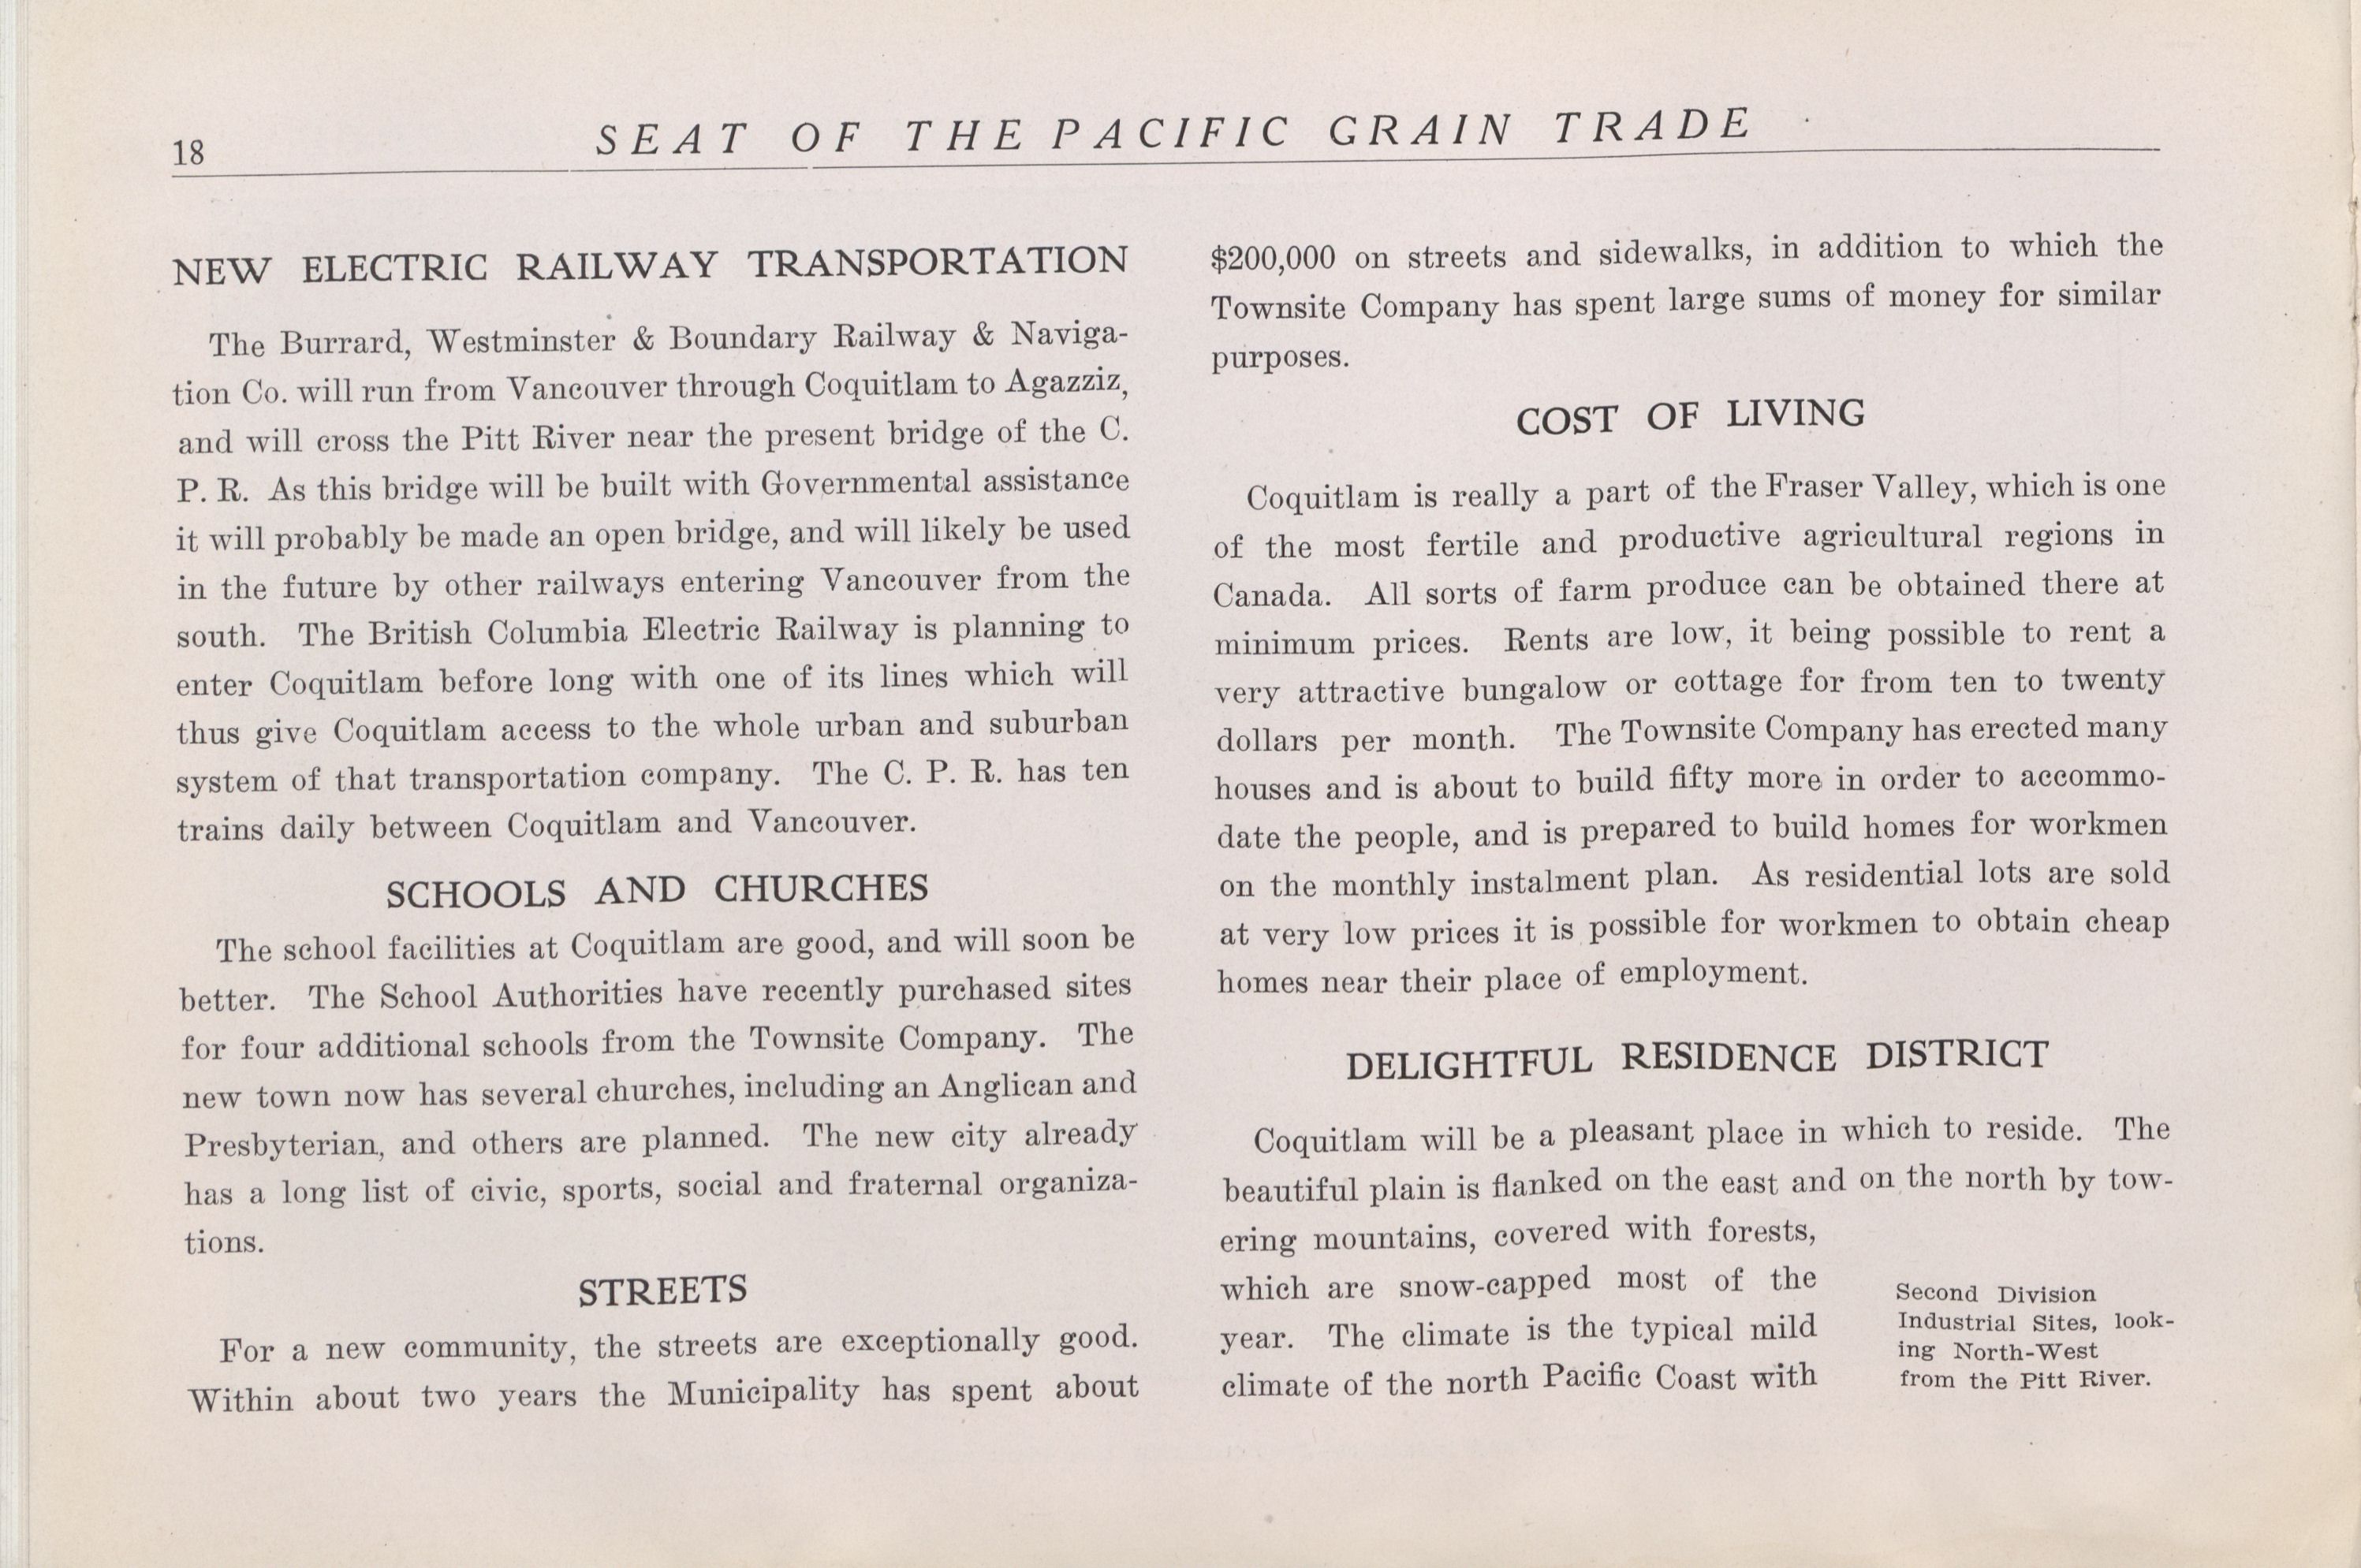 18
SEAT OF THE PACIFIC GRAIN TRADE
NEW ELECTRIC RAILWAY TRANSPORTATION
The Burrard, Westminster & Boundary Railway & Naviga-
tion Co. will run from Vancouver through Coquitlam to Agazziz,
and will cross the Pitt River near the present bridge of the C.
P. R. As this bridge will be built with Governmental assistance
it will probably be made an open bridge, and will likely be used
in the future by other railways entering Vancouver from the
south. The British Columbia Electric Railway is planning to
enter Coquitlam before long with one of its lines which will
thus give Coquitlam access to the whole urban and suburban
system of that transportation company. The C. P. R. has ten
trains daily between Coquitlam and Vancouver.
SCHOOLS AND CHURCHES
The school facilities at Coquitlam are good, and will soon be
better. The School Authorities have recently purchased sites
for four additional schools from the Townsite Company. The
new town now has several churches, including an Anglican and
Presbyterian, and others are planned. The new city already
has a long list of civic, sports, social and fraternal organiza-
tions.
STREETS
For a new community, the streets are exceptionally good.
Within about two years the Municipality has spent about
$200,000 on streets and sidewalks, in addition to which the
Townsite Company has spent large sums of money for similar
purposes.
COST OF LIVING
Coquitlam is really a part of the Fraser Valley, which is one
of the most fertile and productive agricultural regions in
Canada. All sorts of farm produce can be obtained there at
minimum prices. Rents are low, it being possible to rent a
very attractive bungalow or cottage for from ten to twenty
dollars per month. The Townsite Company has erected many
houses and is about to build fifty more in order to accommo-
date the people, and is prepared to build homes for workmen
on the monthly instalment plan. As residential lots are sold
at very low prices it is possible for workmen to obtain cheap
homes near their place of employment.
DELIGHTFUL RESIDENCE DISTRICT
Coquitlam will be a pleasant place in which to reside. The
beautiful plain is flanked on the east and on the north by tow-
ering mountains, covered with forests,
which are snow-capped most of the
year. The climate is the typical mild
climate of the north Pacific Coast with
Second Division
Industrial Sites, look-
ing North-West
from the Pitt River.